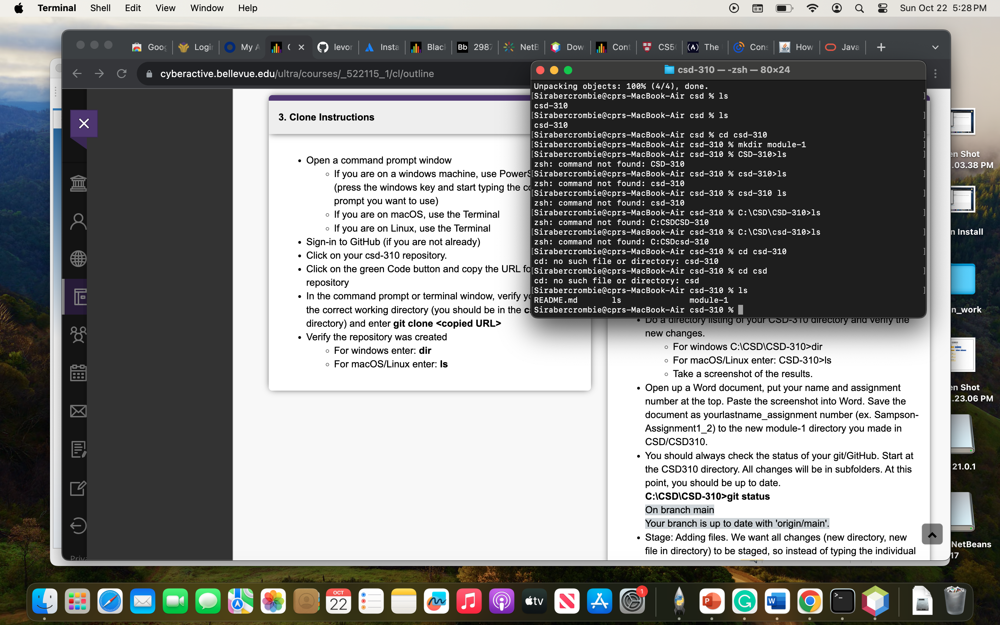 Terminal Shell Edit View Window Help Sun Oct 22 5:28 PM
Goog Login My A ( levor Insta Black Bb 2987 NetB Dow Cont CS50 (A) The Cons How Java
cyberactive.bellevue.edu/ultra/courses/_522115_1/cl/outline
3. Clone Instructions
Open a command prompt window
If you are on a windows machine, use PowerS
(press the windows key and start typing the co
prompt you want to use)
If you are on macOS, use the Terminal
If you are on Linux, use the Terminal
Sign-in to GitHub (if you are not already)
Click on your csd-310 repository.
Click on the green Code button and copy the URL fo
repository
In the command prompt or terminal window, verify yo
the correct working directory (you should be in the cs
directory) and enter git clone <copied URL>
Verify the repository was created
For windows enter: dir
For macOS/Linux enter: ls
Priva
csd-310 — -zsh — 80×24
Unpacking objects: 100% (4/4), done.
[Sirabercrombie@cprs-MacBook-Air csd % ls ]
csd-310
[Sirabercrombie@cprs-MacBook-Air csd % ls ]
csd-310
[Sirabercrombie@cprs-MacBook-Air csd % cd csd-310 ]
[Sirabercrombie@cprs-MacBook-Air csd-310 % mkdir module-1 ]
[Sirabercrombie@cprs-MacBook-Air csd-310 % CSD-310>ls ]
zsh: command not found: CSD-310
[Sirabercrombie@cprs-MacBook-Air csd-310 % csd-310>ls ]
zsh: command not found: csd-310
[Sirabercrombie@cprs-MacBook-Air csd-310 % csd-310 ls ]
zsh: command not found: csd-310
[Sirabercrombie@cprs-MacBook-Air csd-310 % C:\CSD\CSD-310>ls ]
zsh: command not found: C:CSDCSD-310
[Sirabercrombie@cprs-MacBook-Air csd-310 % C:\CSD\csd-310>ls ]
zsh: command not found: C:CSDcsd-310
[Sirabercrombie@cprs-MacBook-Air csd-310 % cd csd-310 ]
cd: no such file or directory: csd-310
[Sirabercrombie@cprs-MacBook-Air csd-310 % cd csd ]
cd: no such file or directory: csd
[Sirabercrombie@cprs-MacBook-Air csd-310 % ls ]
README.md ls module-1
Sirabercrombie@cprs-MacBook-Air csd-310 %
Do a directory listing of your CSD-310 directory and verify the
new changes.
For windows C:\CSD\CSD-310>dir
For macOS/Linux enter: CSD-310>ls
Take a screenshot of the results.
Open up a Word document, put your name and assignment
number at the top. Paste the screenshot into Word. Save the
document as yourlastname_assignment number (ex. Sampson-
Assignment1_2) to the new module-1 directory you made in
CSD/CSD310.
You should always check the status of your git/GitHub. Start at
the CSD310 directory. All changes will be in subfolders. At this
point, you should be up to date.
C:\CSD\CSD-310>git status
On branch main
Your branch is up to date with 'origin/main'.
Stage: Adding files. We want all changes (new directory, new
file in directory) to be staged, so instead of typing the individual
en Shot
.03.38 PM
n Install
n_work
en Shot
.23.06 PM
21.0.1
NetBeans
17
OCT
22
tv
1
P
W
>_